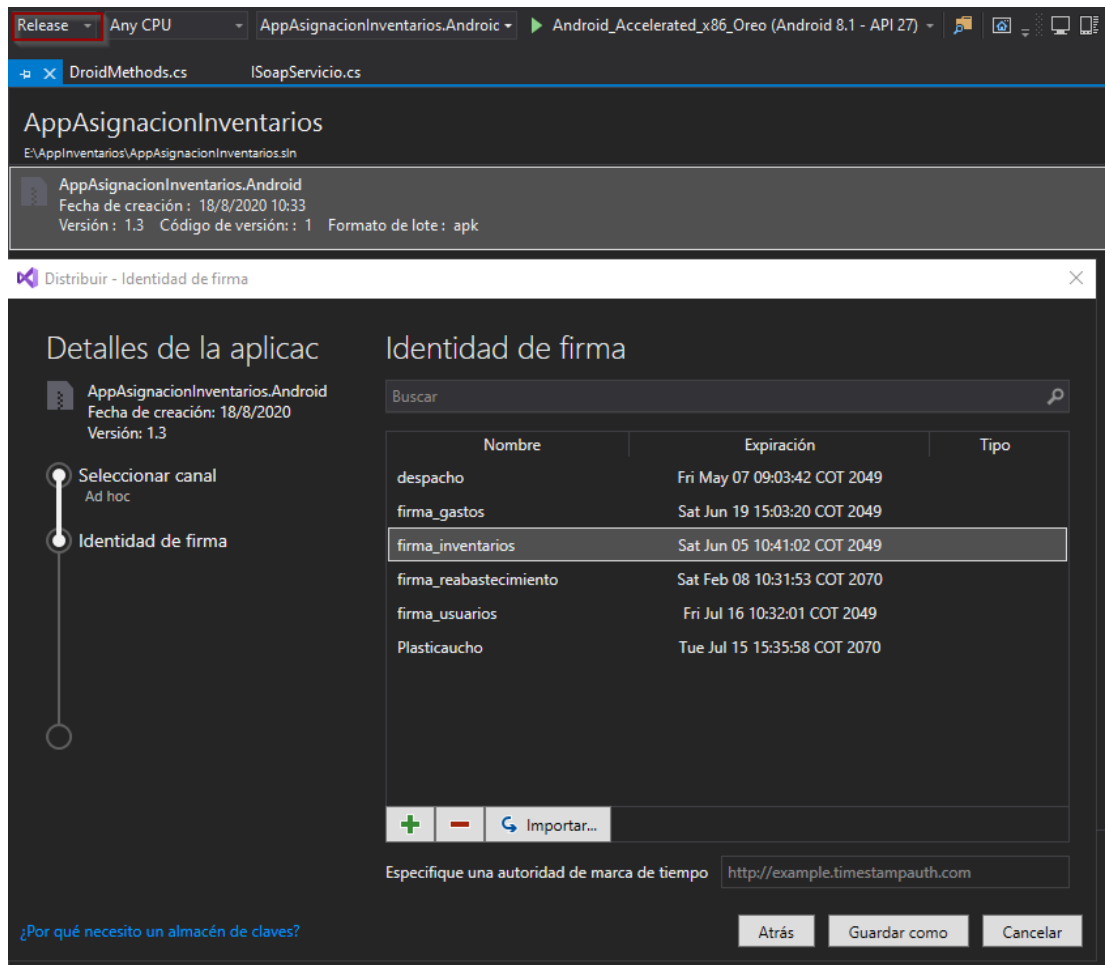 Release Any CPU AppAsignacionInventarios.Android Android_Accelerated_x86_Oreo (Android 8.1 - API 27)
DroidMethods.cs ISoapServicio.cs
AppAsignacionInventarios
E:\AppInventarios\AppAsignacionInventarios.sln
AppAsignacionInventarios.Android
Fecha de creación : 18/8/2020 10:33
Versión : 1.3 Código de versión: : 1 Formato de lote : apk
Distribuir - Identidad de firma
Detalles de la aplicac
AppAsignacionInventarios.Android
Fecha de creación: 18/8/2020
Versión: 1.3
Seleccionar canal
Ad hoc
Identidad de firma
Identidad de firma
Buscar
Nombre Expiración Tipo
despacho Fri May 07 09:03:42 COT 2049
firma_gastos Sat Jun 19 15:03:20 COT 2049
firma_inventarios Sat Jun 05 10:41:02 COT 2049
firma_reabastecimiento Sat Feb 08 10:31:53 COT 2070
firma_usuarios Fri Jul 16 10:32:01 COT 2049
Plasticaucho Tue Jul 15 15:35:58 COT 2070
Importar...
Especifique una autoridad de marca de tiempo http://example.timestampauth.com
¿Por qué necesito un almacén de claves? Atrás Guardar como Cancelar